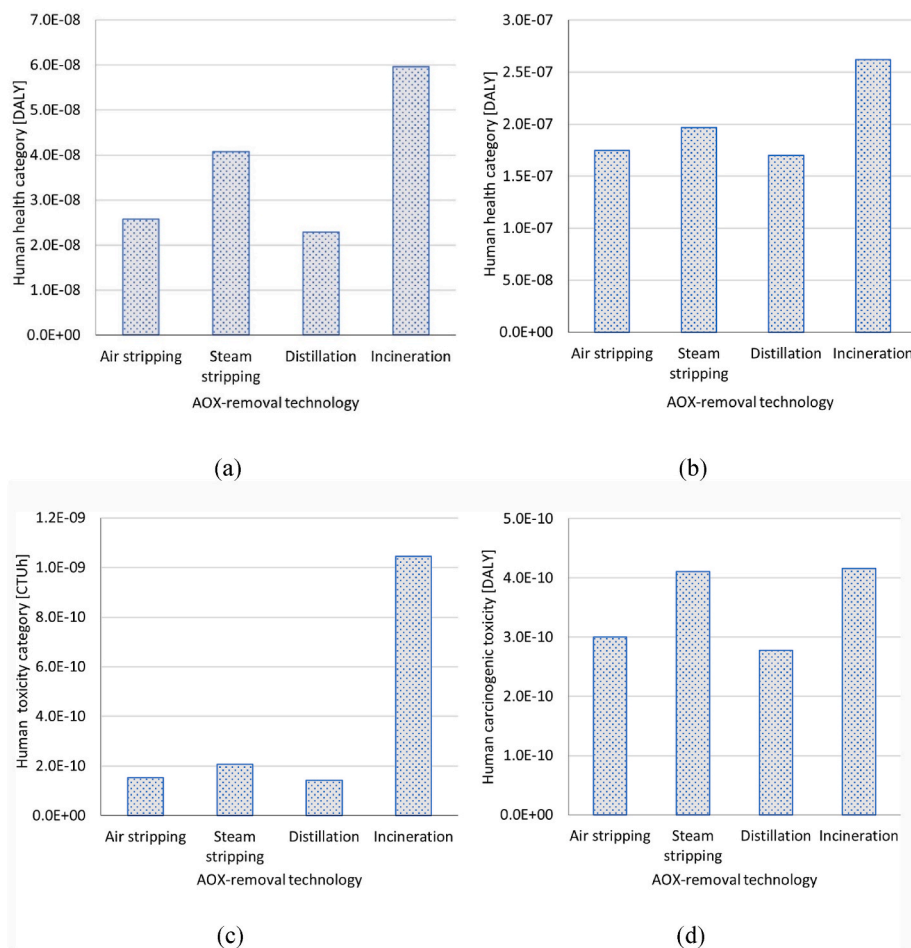 Human health category [DALY]
7.0E-08
6.0E-08
5.0E-08
4.0E-08
3.0E-08
2.0E-08
1.0E-08
0.0E+00
Air stripping
Steam
stripping
Distillation
Incineration
AOX-removal technology
(a)
Human health category [DALY]
3.0E-07
2.5E-07
2.0E-07
1.5E-07
1.0E-07
5.0E-08
0.0E+00
Air stripping
Steam
stripping
Distillation
Incineration
AOX-removal technology
(b)
Human toxicity category [CTUh]
1.2E-09
1.0E-09
8.0E-10
6.0E-10
4.0E-10
2.0E-10
0.0E+00
Air stripping
Steam
stripping
Distillation
Incineration
AOX-removal technology
(c)
Human carcinogenic toxicity [DALY]
5.0E-10
4.0E-10
3.0E-10
2.0E-10
1.0E-10
0.0E+00
Air stripping
Steam
stripping
Distillation
Incineration
AOX-removal technology
(d)